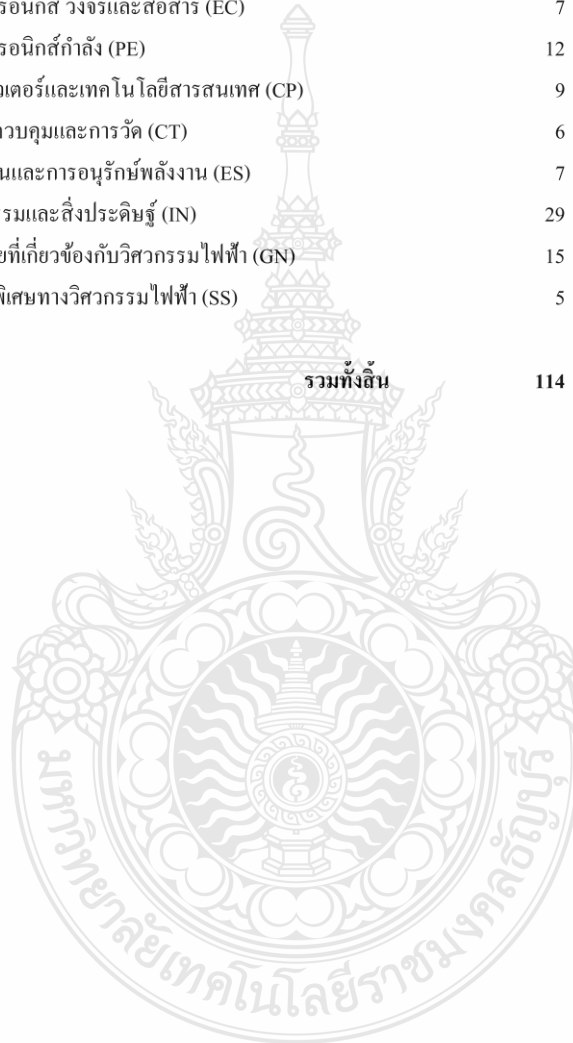 รอนิกส์ วงจรและสื่อสาร (EC) 7
รอนิกส์กำลัง (PE) 12
วเตอร์และเทคโนโลยีสารสนเทศ (CP) 9
าวบคุมและการวัด (CT) 6
นและการอนุรักษ์พลังงาน (ES) 7
รรมและสิ่งประดิษฐ์ (IN) 29
ยที่เกี่ยวข้องกับวิศวกรรมไฟฟ้า (GN) 15
พิเศษทางวิศวกรรมไฟฟ้า (SS) 5
รวมทั้งสิ้น 114
มหาวิทยาลัยเทคโนโลยีราชมงคลธัญบุรี